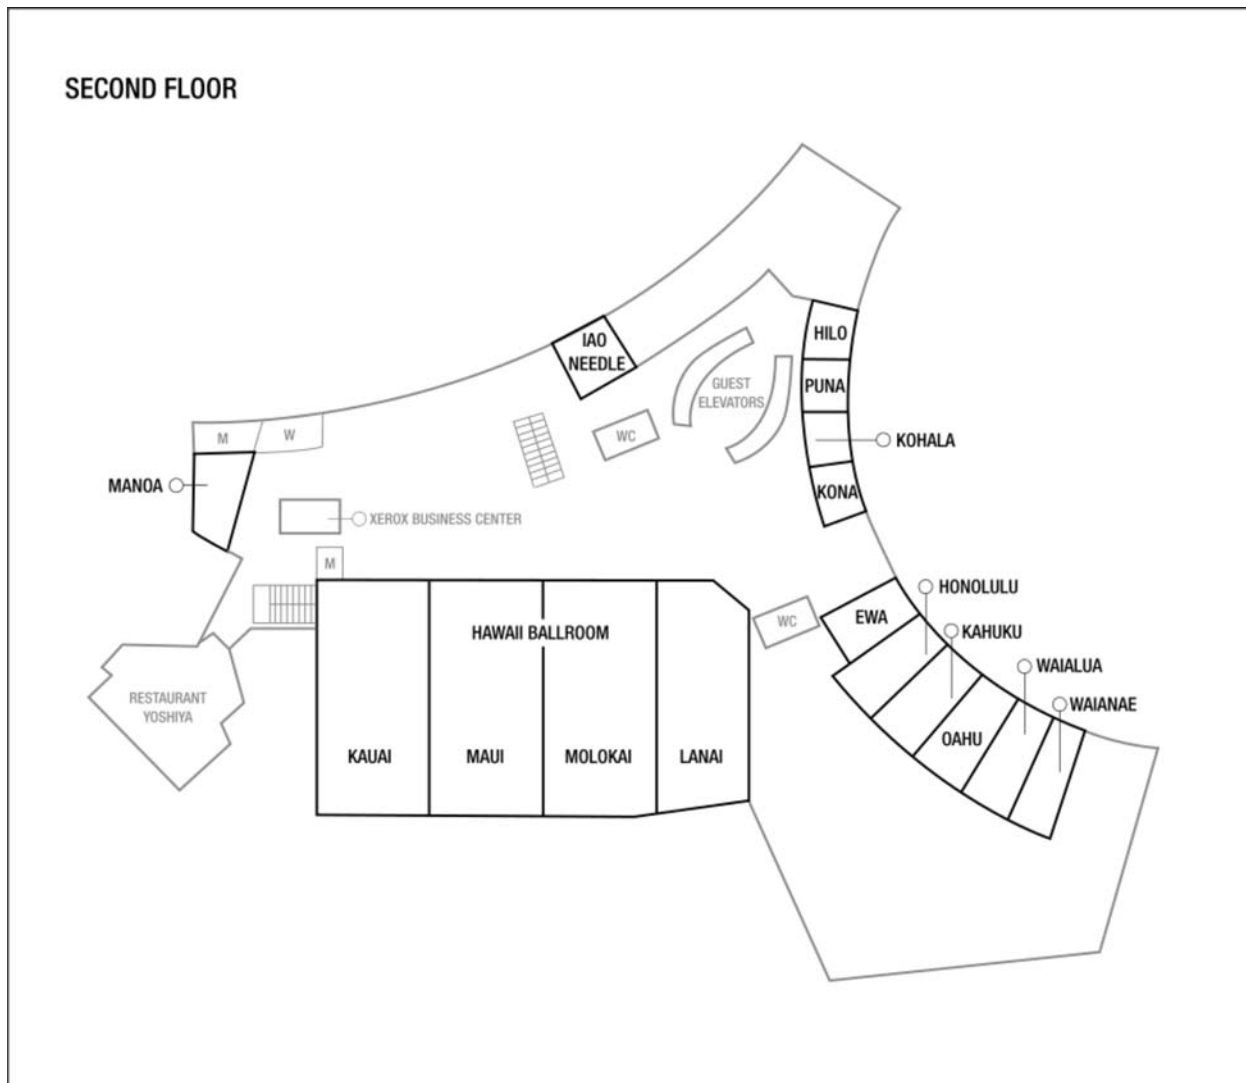 SECOND FLOOR
IAO
NEEDLE
HILO
PUNA
GUEST
ELEVATORS
KOHALA
WC
M
W
MANOA
KONA
XEROX BUSINESS CENTER
M
HONOLULU
EWA
WC
KAHUKU
HAWAII BALLROOM
WAIALUA
WAIANAE
RESTAURANT
YOSHIYA
OAHU
KAUAI
MAUI
MOLOKAI
LANAI